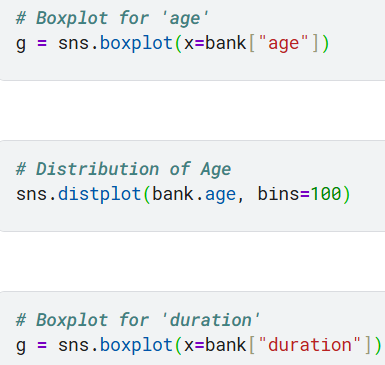 # Boxplot for 'age'
g = sns.boxplot(x=bank["age"])
# Distribution of Age
sns.distplot(bank.age, bins=100)
# Boxplot for 'duration'
g = sns.boxplot(x=bank["duration"])